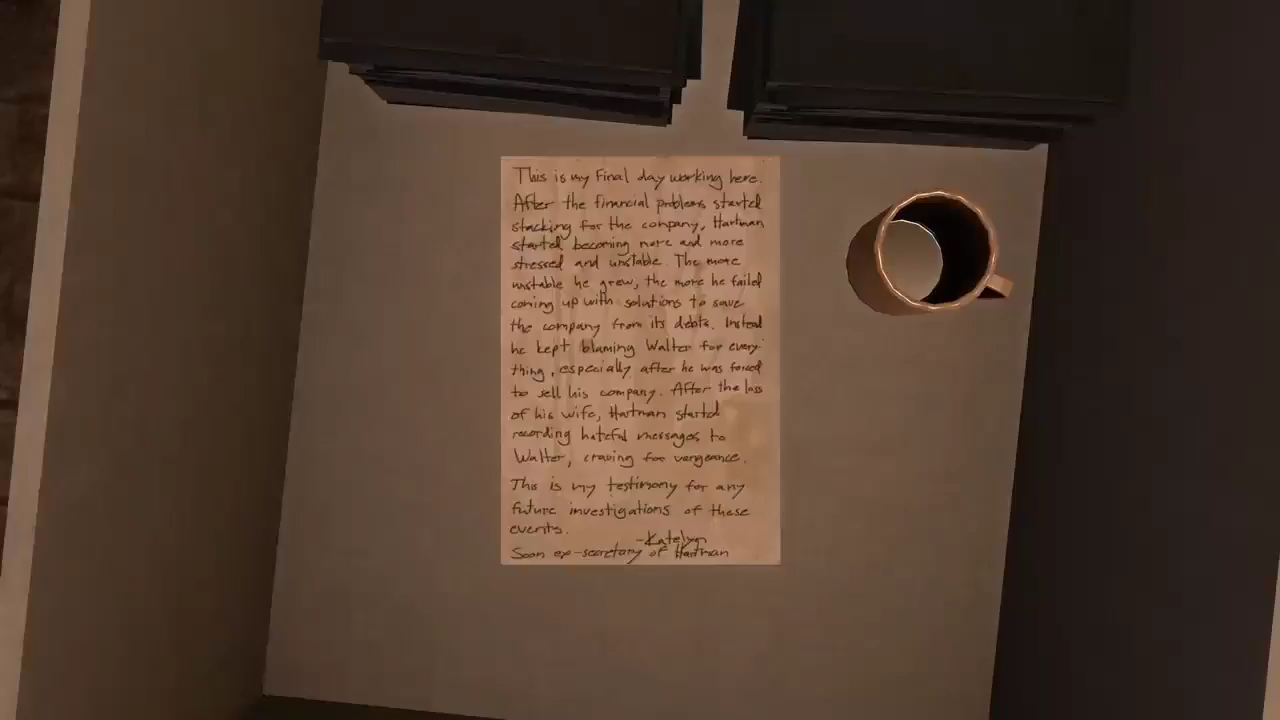 This is my final day working here.
After the financial problems started
stacking for the company, Hartman
started becoming more and more
stressed and unstable. The more
unstable he grew, the more he failed
coming up with solutions to save
the company from its debts. Instead
he kept blaming Walter for every-
thing, especially after he was forced
to sell his company. After the loss
of his wife, Hartman started
recording hateful messages to
Walter, craving for vengeance.
This is my testimony for any
future investigations of these
events.
-Katelyn
Soon ex-secretary of Hartman